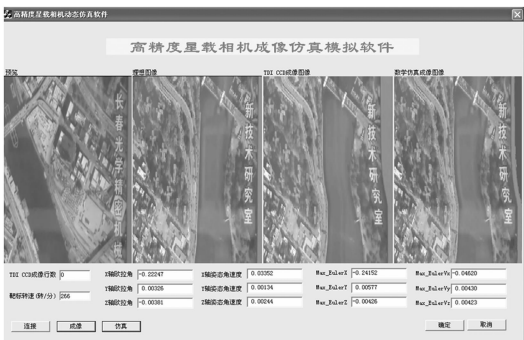 高精度星载相机动态仿真软件
高精度星载相机成像仿真模拟软件
预览 理想图像 TDI CCD成像图像 数学仿真成像图像
长春光学精密机械
新技术研究室
新技术研究室
新技术研究室
TDI CCD成像行数 0 X轴欧拉角 -0.22247 X轴姿态角速度 0.03352 Max_EulerX -0.24152 Max_EulerVx -0.04620
Y轴欧拉角 0.00326 Y轴姿态角速度 0.00134 Max_EulerY 0.00577 Max_EulerVy 0.00430
靶标转速(转/分) 266
Z轴欧拉角 -0.00381 Z轴姿态角速度 0.00244 Max_EulerZ -0.00426 Max_EulerVz 0.00423
连接 成像 仿真 确定 取消